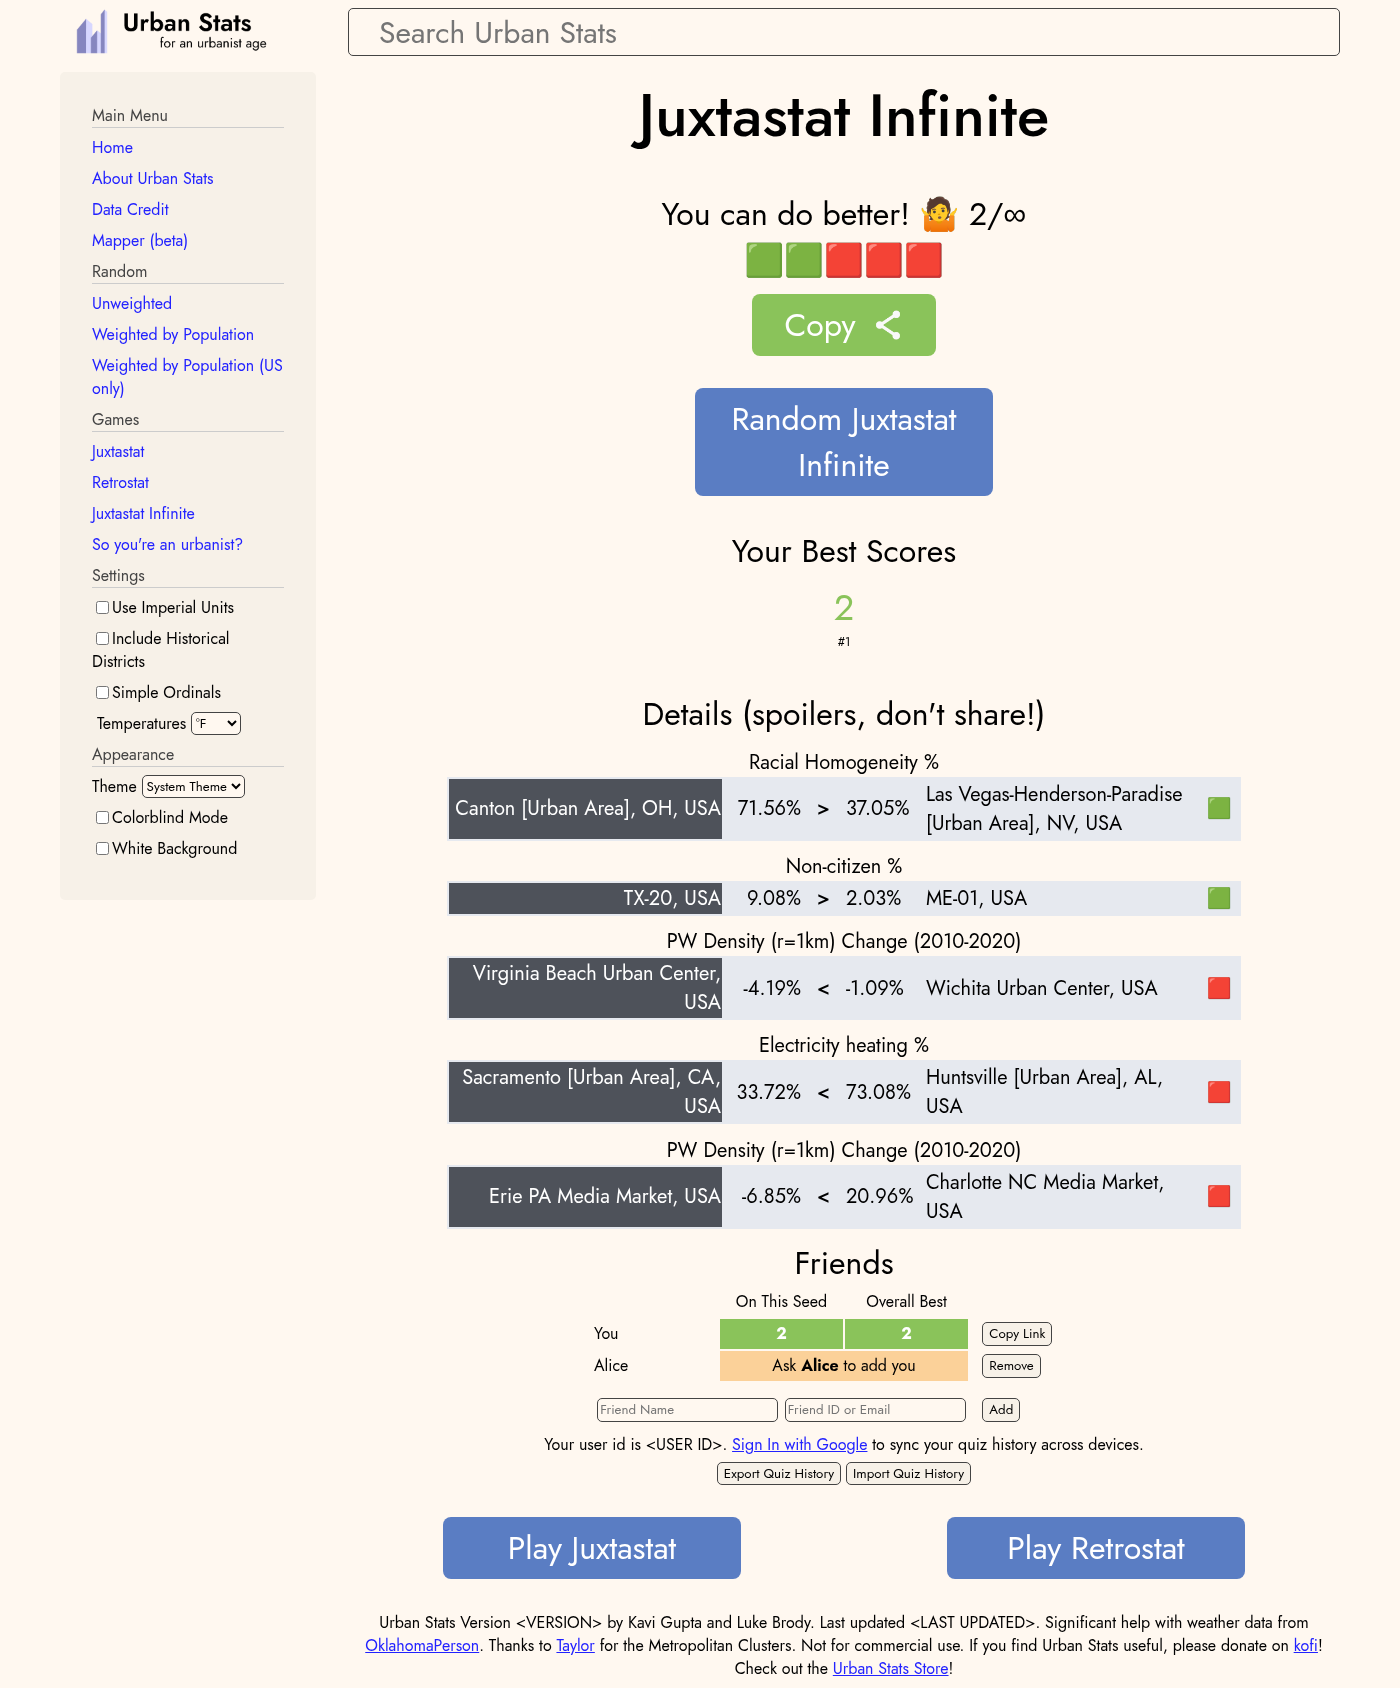 Urban Stats
for an urbanist age
Search Urban Stats
Main Menu
Home
About Urban Stats
Data Credit
Mapper (beta)
Random
Unweighted
Weighted by Population
Weighted by Population (US
only)
Games
Juxtastat
Retrostat
Juxtastat Infinite
So you're an urbanist?
Settings
Use Imperial Units
Include Historical
Districts
Simple Ordinals
Temperatures °F
Appearance
Theme System Theme
Colorblind Mode
White Background
Juxtastat Infinite
You can do better! 🤷 2/∞
🟩🟩🟥🟥🟥
Copy
Random Juxtastat
Infinite
Your Best Scores
2
#1
Details (spoilers, don't share!)
Racial Homogeneity %
Canton [Urban Area], OH, USA 71.56% > 37.05% Las Vegas-Henderson-Paradise
[Urban Area], NV, USA 🟩
Non-citizen %
TX-20, USA 9.08% > 2.03% ME-01, USA 🟩
PW Density (r=1km) Change (2010-2020)
Virginia Beach Urban Center,
USA -4.19% < -1.09% Wichita Urban Center, USA 🟥
Electricity heating %
Sacramento [Urban Area], CA,
USA 33.72% < 73.08% Huntsville [Urban Area], AL,
USA 🟥
PW Density (r=1km) Change (2010-2020)
Erie PA Media Market, USA -6.85% < 20.96% Charlotte NC Media Market,
USA 🟥
Friends
On This Seed Overall Best
You 2 2 Copy Link
Alice Ask Alice to add you Remove
Friend Name Friend ID or Email Add
Your user id is <USER ID>. Sign In with Google to sync your quiz history across devices.
Export Quiz History Import Quiz History
Play Juxtastat Play Retrostat
Urban Stats Version <VERSION> by Kavi Gupta and Luke Brody. Last updated <LAST UPDATED>. Significant help with weather data from
OklahomaPerson. Thanks to Taylor for the Metropolitan Clusters. Not for commercial use. If you find Urban Stats useful, please donate on kofi!
Check out the Urban Stats Store!